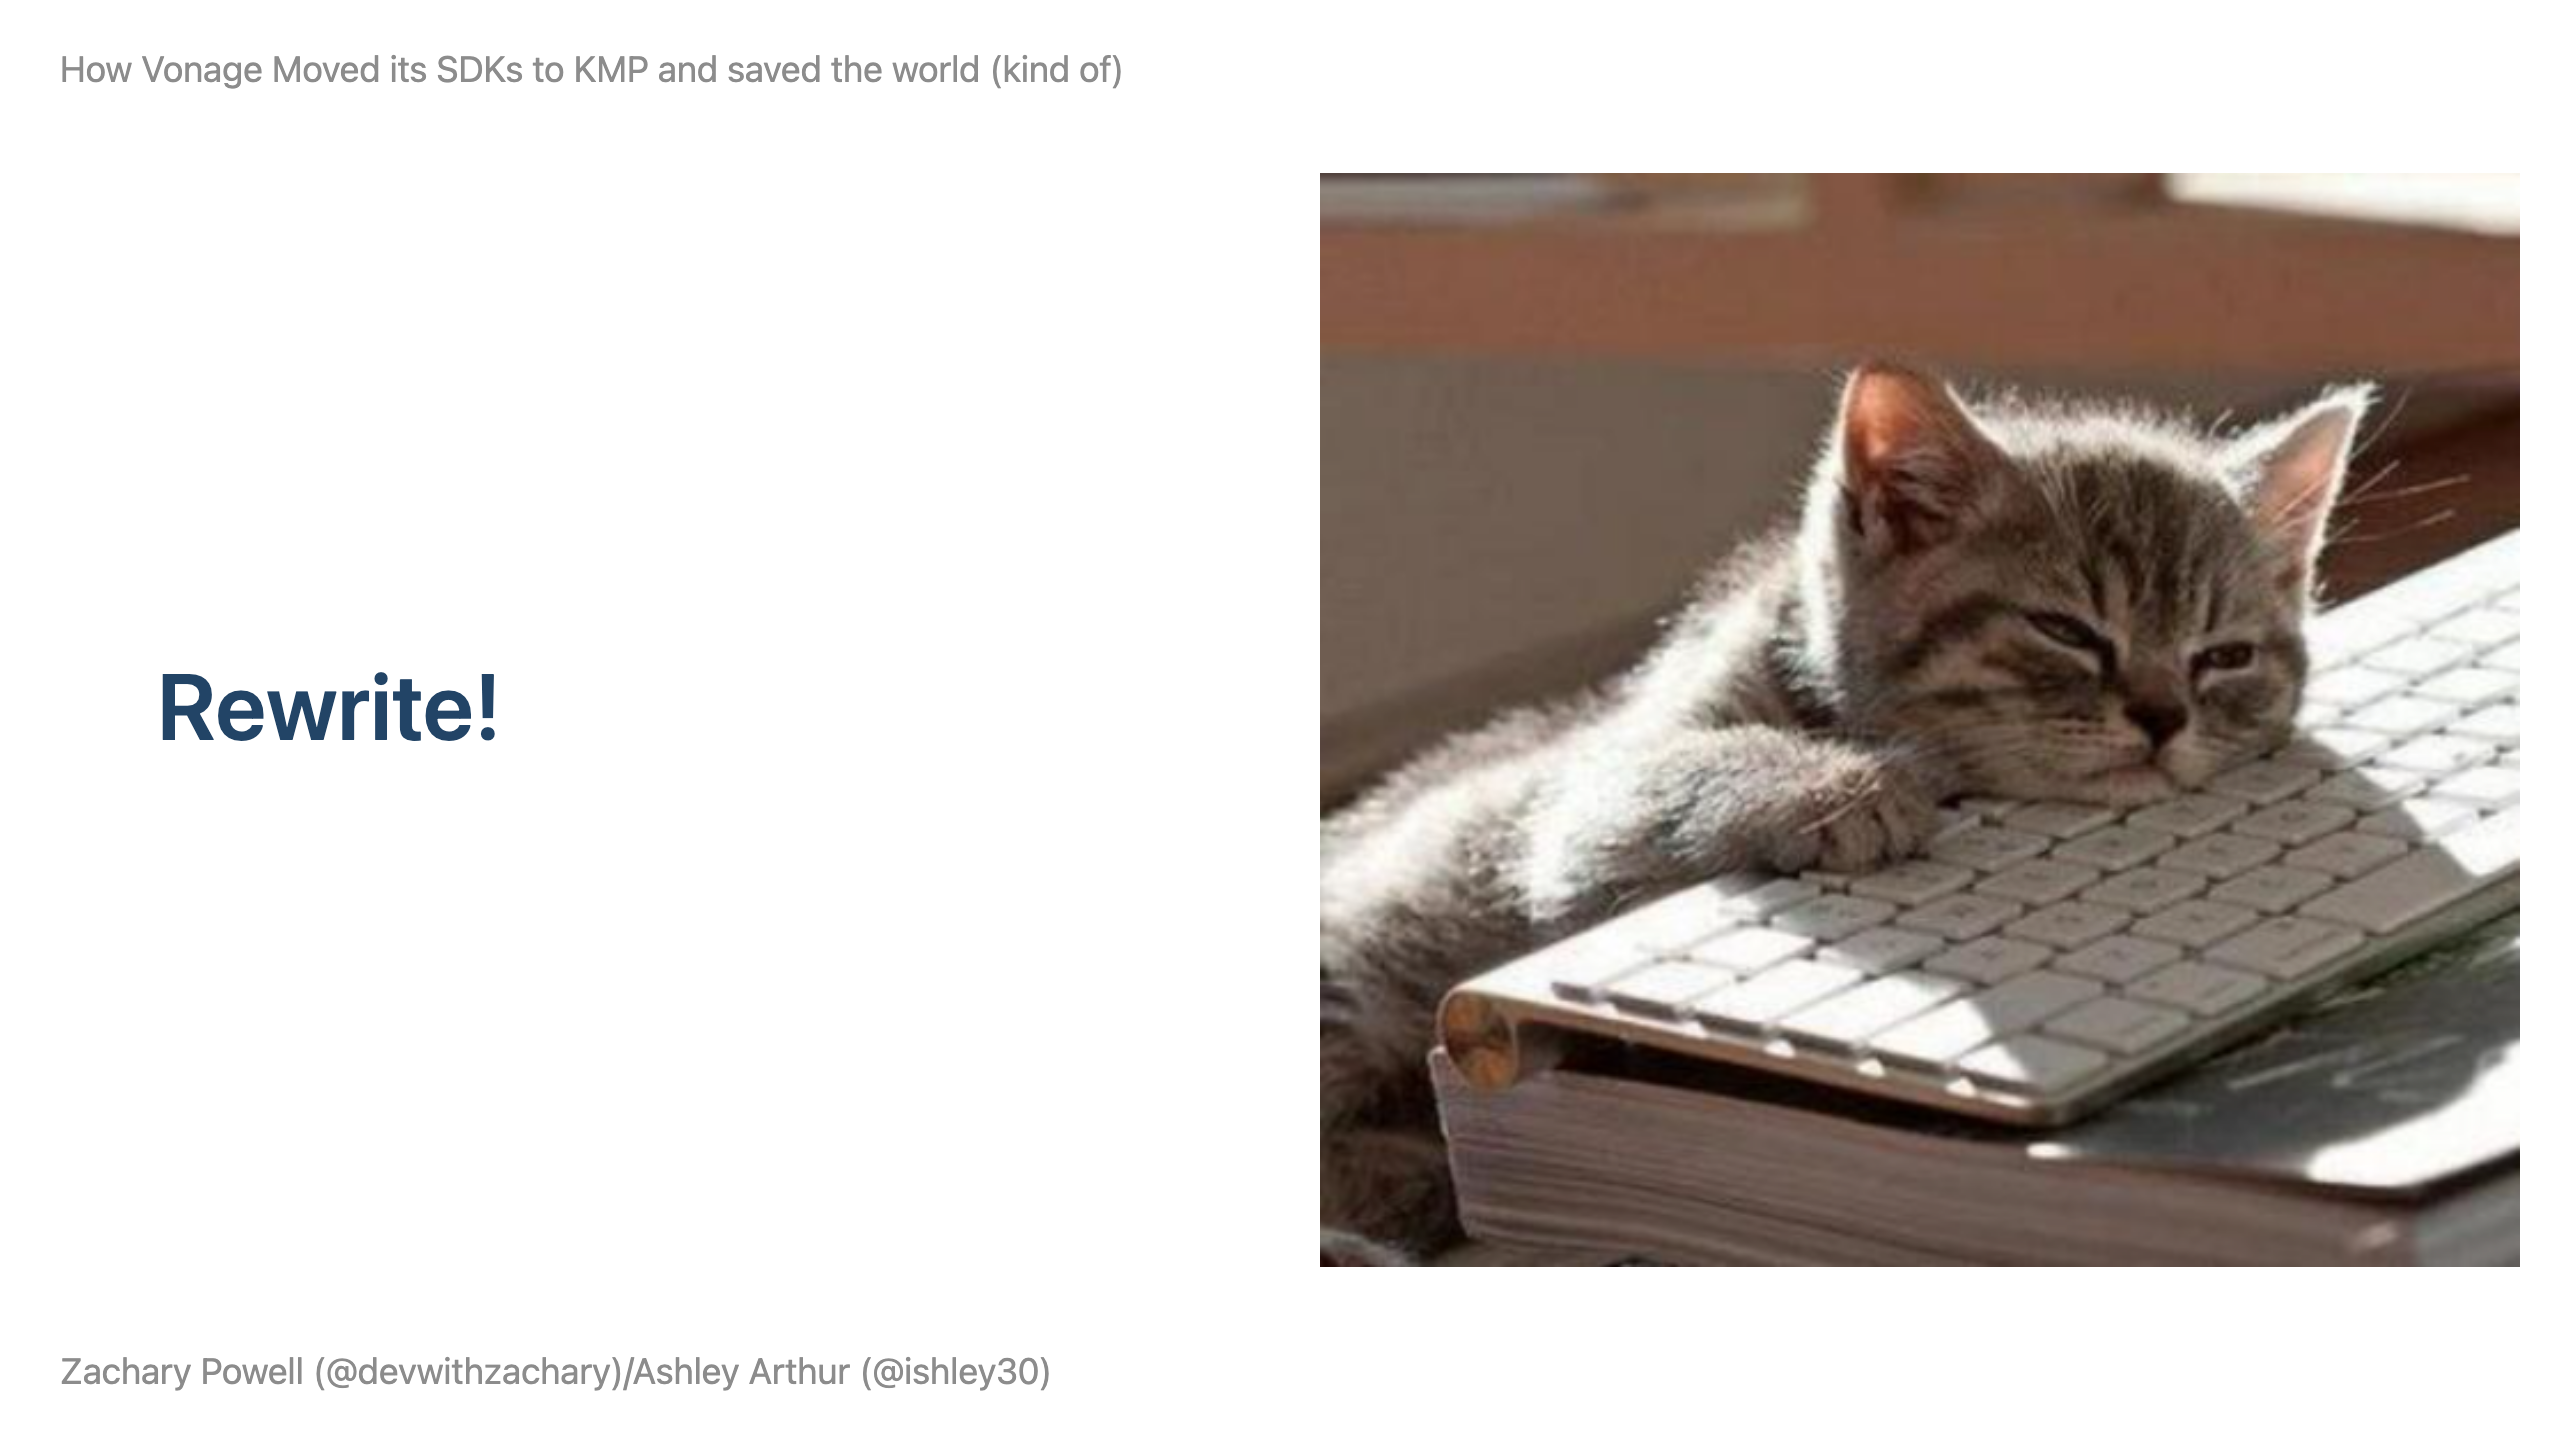 How Vonage Moved its SDKs to KMP and saved the world (kind of)
Rewrite!
Zachary Powell (@devwithzachary)/Ashley Arthur (@ishley30)